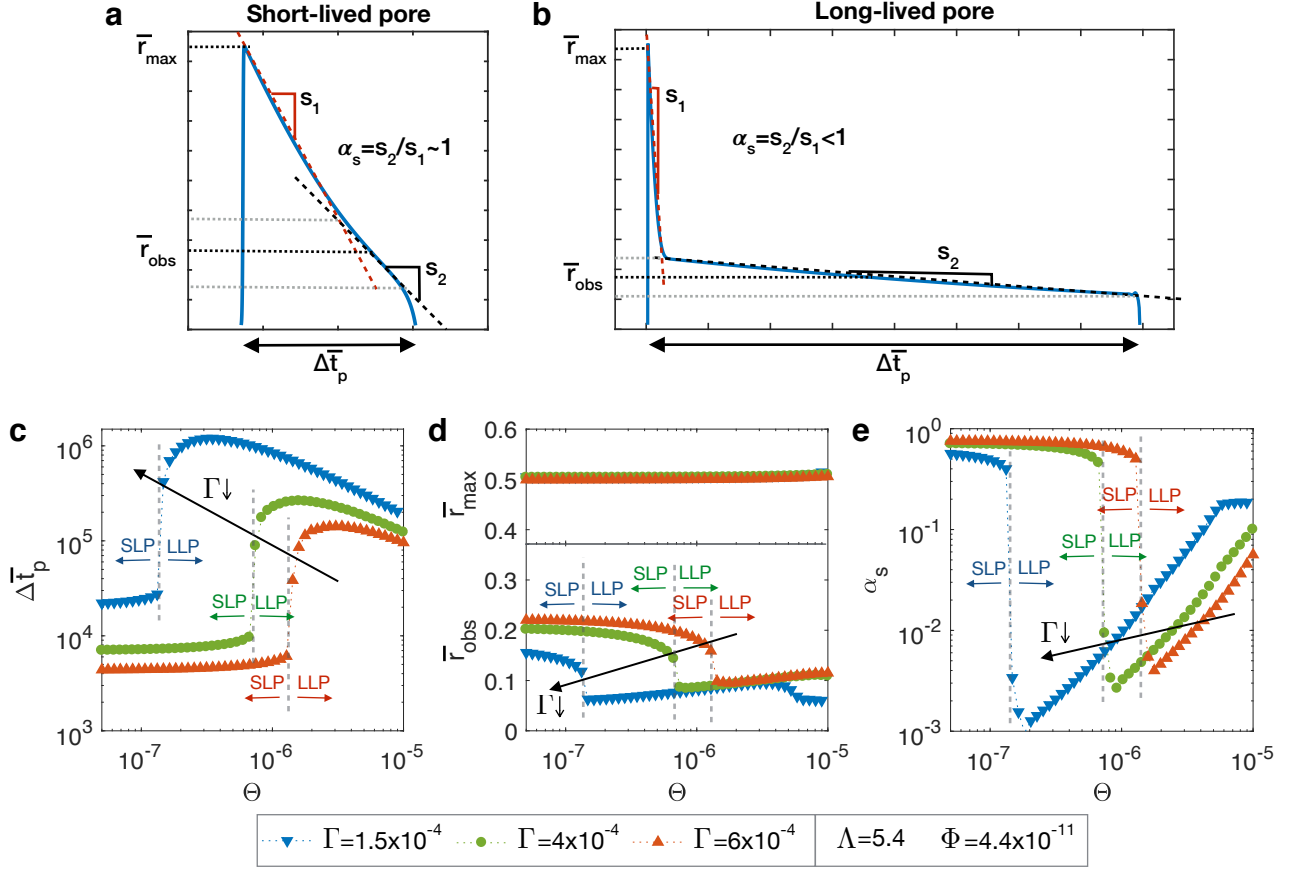 a Short-lived pore
r̅max
s1
αs=s2/s1~1
r̅obs
s2
Δt̅p
b Long-lived pore
r̅max
s1
αs=s2/s1<1
r̅obs
s2
Δt̅p
c
10^6
10^5
10^4
10^3
Δt̅p
Γ↓
SLP LLP
SLP LLP
SLP LLP
10^-7 10^-6 10^-5
Θ
d
0.6
0.5
0.4
r̅max
0.3
0.2
0.1
0
r̅obs
SLP LLP
SLP LLP
SLP LLP
Γ↓
10^-7 10^-6 10^-5
Θ
e
10^0
10^-1
10^-2
10^-3
αs
SLP LLP
SLP LLP
SLP LLP
Γ↓
10^-7 10^-6 10^-5
Θ
Γ=1.5x10^-4 Γ=4x10^-4 Γ=6x10^-4 Λ=5.4 Φ=4.4x10^-11